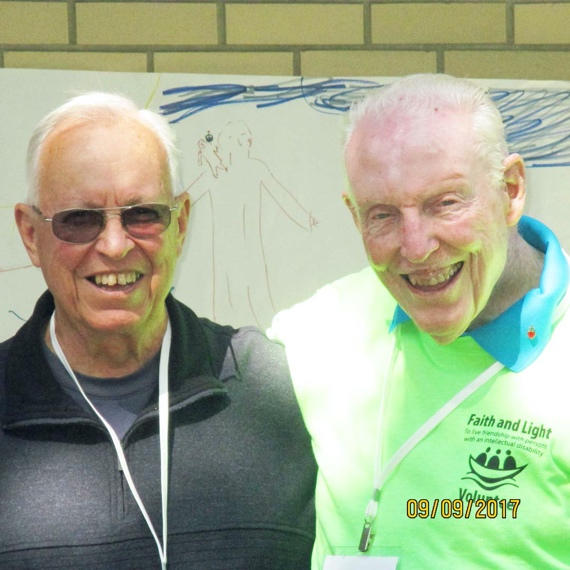 Faith and Light
To live friendship with persons
with an intellectual disability
09/09/2017